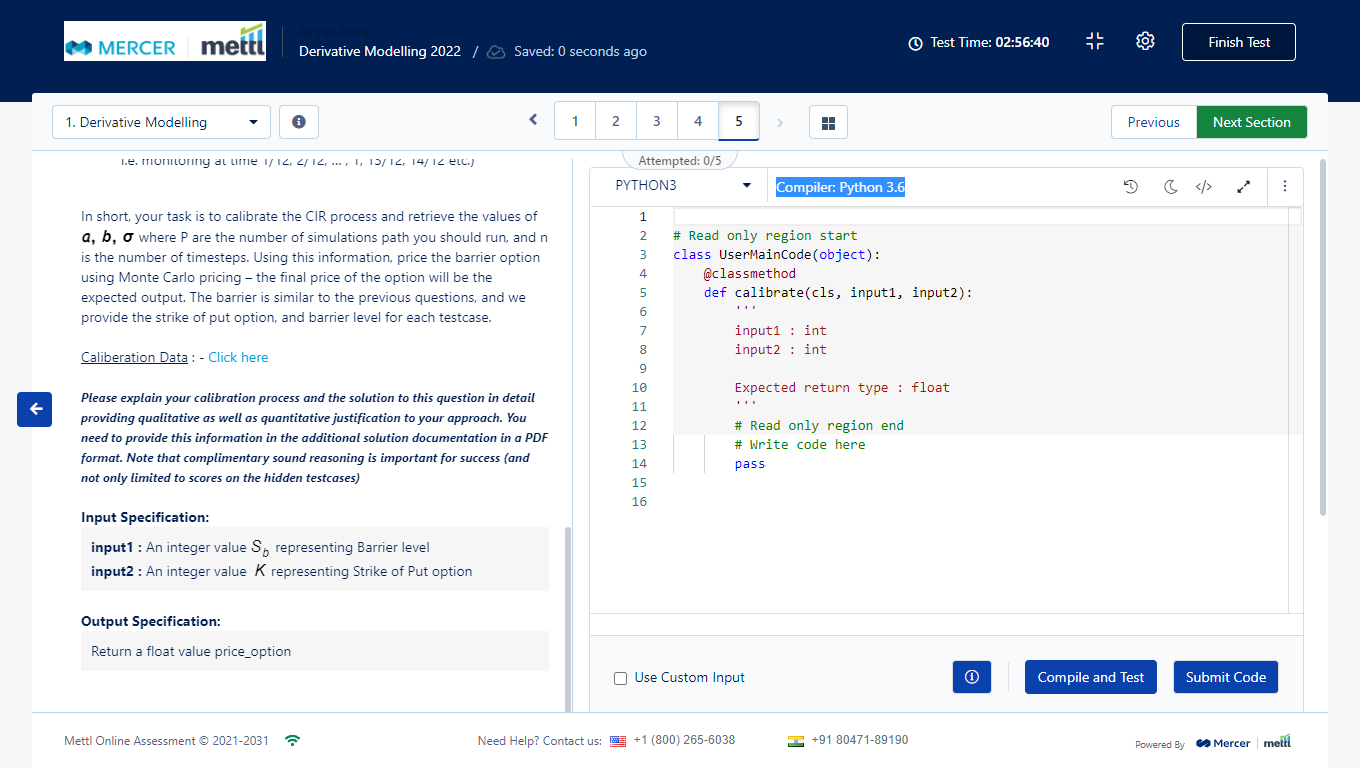 MERCER mettl
Derivative Modelling 2022 / Saved: 0 seconds ago
Test Time: 02:56:40
Finish Test
1. Derivative Modelling
1 2 3 4 5
Previous Next Section
i.e. monitoring at time 1/12, 2/12, ... , 1, 13/12, 14/12 etc.)
In short, your task is to calibrate the CIR process and retrieve the values of
a, b, σ where P are the number of simulations path you should run, and n
is the number of timesteps. Using this information, price the barrier option
using Monte Carlo pricing – the final price of the option will be the
expected output. The barrier is similar to the previous questions, and we
provide the strike of put option, and barrier level for each testcase.
Caliberation Data : - Click here
Please explain your calibration process and the solution to this question in detail
providing qualitative as well as quantitative justification to your approach. You
need to provide this information in the additional solution documentation in a PDF
format. Note that complimentary sound reasoning is important for success (and
not only limited to scores on the hidden testcases)
Input Specification:
input1 : An integer value S_b representing Barrier level
input2 : An integer value K representing Strike of Put option
Output Specification:
Return a float value price_option
Attempted: 0/5
PYTHON3
Compiler: Python 3.6
1
2 # Read only region start
3 class UserMainCode(object):
4 @classmethod
5 def calibrate(cls, input1, input2):
6 '''
7 input1 : int
8 input2 : int
9
10 Expected return type : float
11 '''
12 # Read only region end
13 # Write code here
14 pass
15
16
Use Custom Input
Compile and Test
Submit Code
Mettl Online Assessment © 2021-2031
Need Help? Contact us: +1 (800) 265-6038
+91 80471-89190
Powered By Mercer mettl